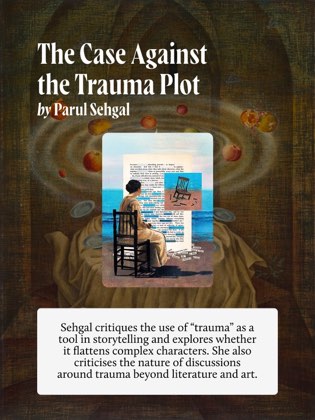 The Case Against
the Trauma Plot
by Parul Sehgal
Sehgal critiques the use of “trauma” as a
tool in storytelling and explores whether
it flattens complex characters. She also
criticises the nature of discussions
around trauma beyond literature and art.